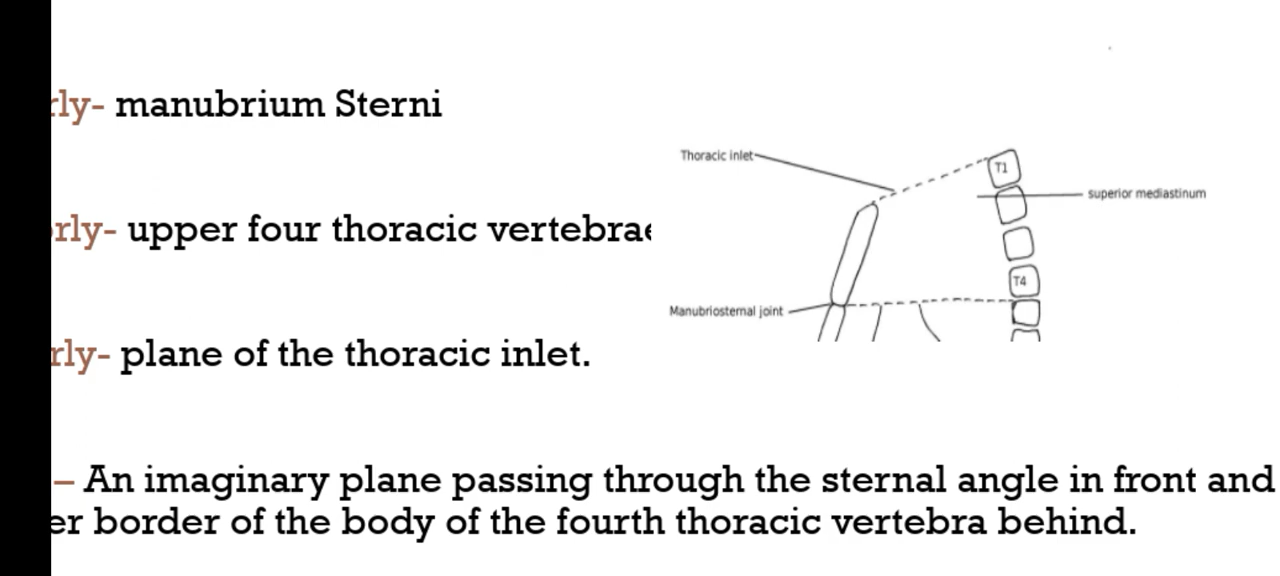 rly- manubrium Sterni
rly- upper four thoracic vertebrae
rly- plane of the thoracic inlet.
– An imaginary plane passing through the sternal angle in front and
er border of the body of the fourth thoracic vertebra behind.
Thoracic inlet
T1
superior mediastinum
T4
Manubriosternal joint